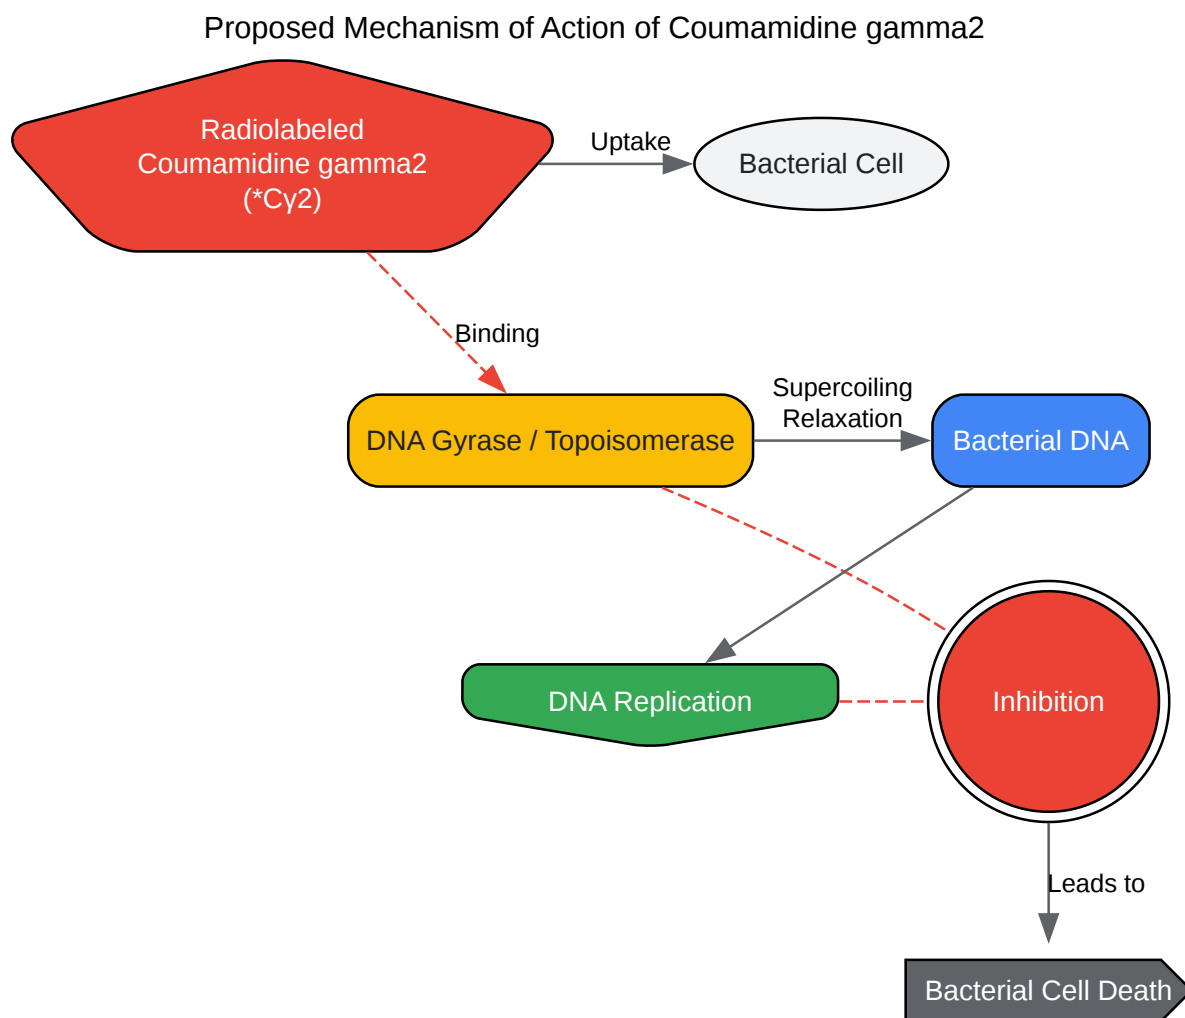 Proposed Mechanism of Action of Coumamidine gamma2
Radiolabeled
Coumamidine gamma2
(*Cγ2)
Uptake
Bacterial Cell
Binding
DNA Gyrase / Topoisomerase
Supercoiling
Relaxation
Bacterial DNA
DNA Replication
Inhibition
Leads to
Bacterial Cell Death